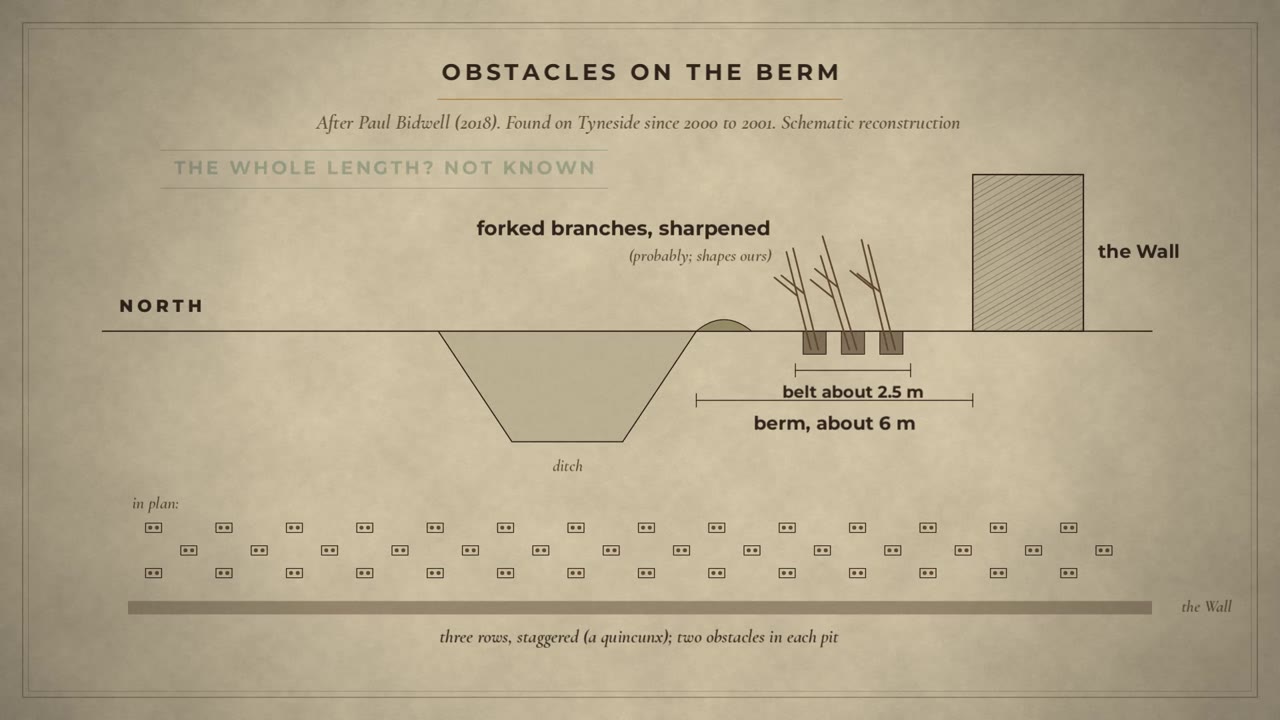 OBSTACLES ON THE BERM
After Paul Bidwell (2018). Found on Tyneside since 2000 to 2001. Schematic reconstruction
THE WHOLE LENGTH? NOT KNOWN
forked branches, sharpened
(probably; shapes ours)
the Wall
NORTH
belt about 2.5 m
berm, about 6 m
ditch
in plan:
the Wall
three rows, staggered (a quincunx); two obstacles in each pit